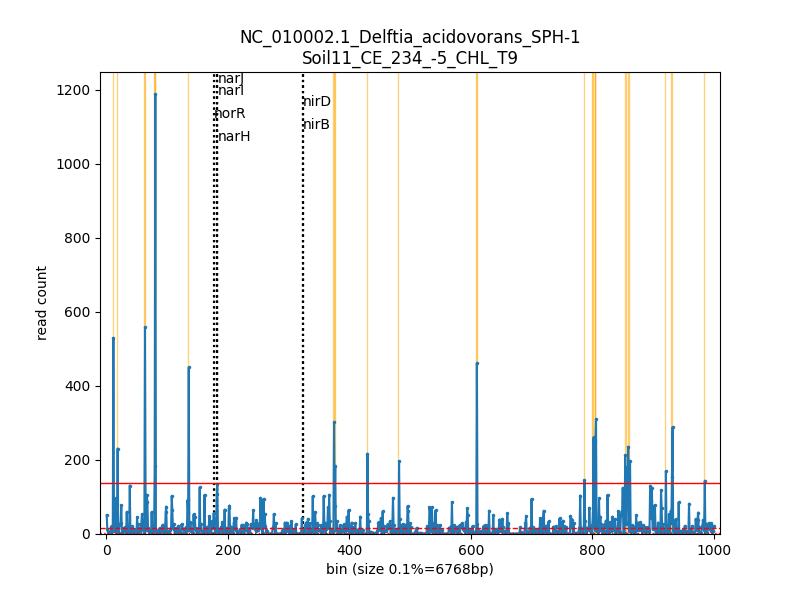 NC_010002.1_Delftia_acidovorans_SPH-1
Soil11_CE_234_-5_CHL_T9
narJ
narI
norR
narH
nirD
nirB
1200
1000
800
600
400
200
0
read count
0 200 400 600 800 1000
bin (size 0.1%=6768bp)